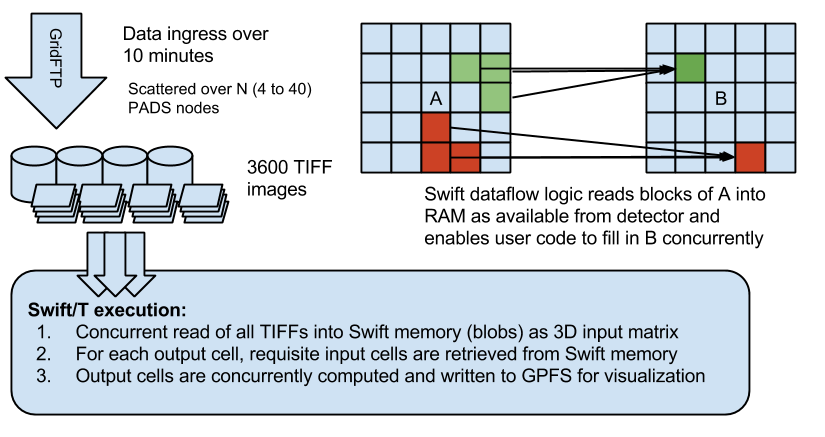 GridFTP
Data ingress over
10 minutes
Scattered over N (4 to 40)
PADS nodes
3600 TIFF
images
A
B
Swift dataflow logic reads blocks of A into
RAM as available from detector and
enables user code to fill in B concurrently
Swift/T execution:
1. Concurrent read of all TIFFs into Swift memory (blobs) as 3D input matrix
2. For each output cell, requisite input cells are retrieved from Swift memory
3. Output cells are concurrently computed and written to GPFS for visualization